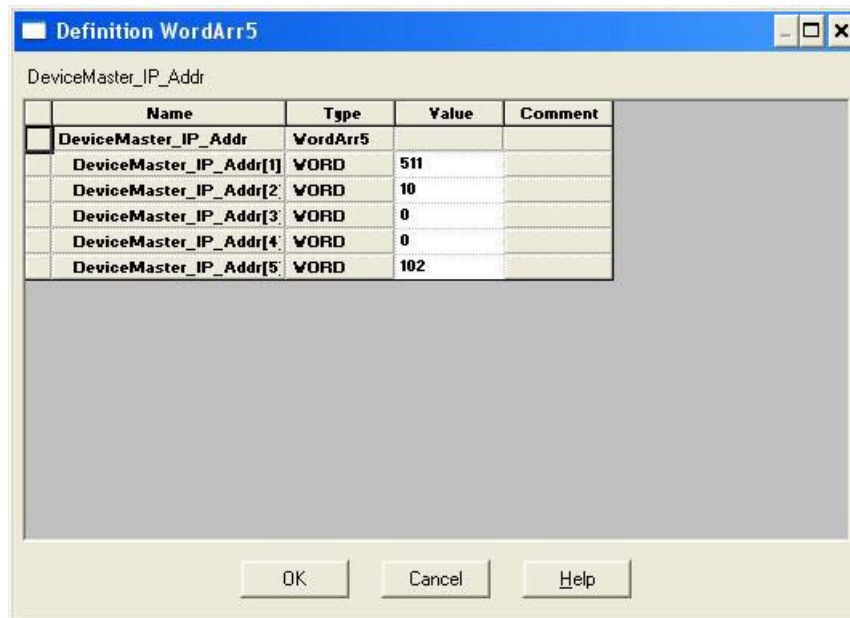 Definition WordArr5
DeviceMaster_IP_Addr
Name Type Value Comment
DeviceMaster_IP_Addr WordArr5
DeviceMaster_IP_Addr[1] WORD 511
DeviceMaster_IP_Addr[2] WORD 10
DeviceMaster_IP_Addr[3] WORD 0
DeviceMaster_IP_Addr[4] WORD 0
DeviceMaster_IP_Addr[5] WORD 102
OK Cancel Help